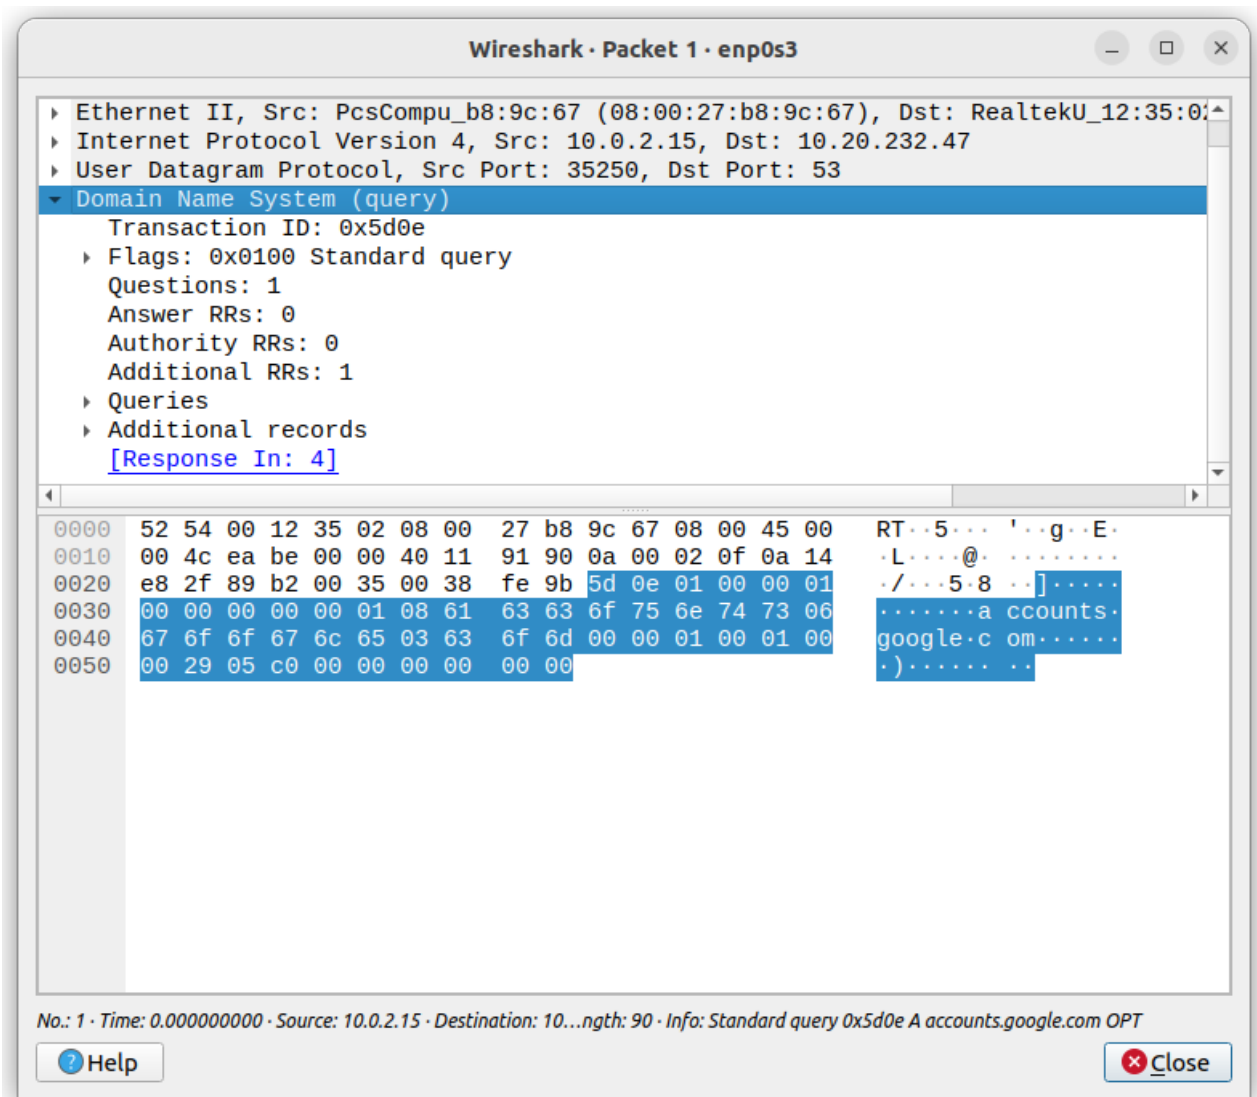 Wireshark · Packet 1 · enp0s3
Ethernet II, Src: PcsCompu_b8:9c:67 (08:00:27:b8:9c:67), Dst: RealtekU_12:35:02
Internet Protocol Version 4, Src: 10.0.2.15, Dst: 10.20.232.47
User Datagram Protocol, Src Port: 35250, Dst Port: 53
Domain Name System (query)
Transaction ID: 0x5d0e
Flags: 0x0100 Standard query
Questions: 1
Answer RRs: 0
Authority RRs: 0
Additional RRs: 1
Queries
Additional records
[Response In: 4]
0000 52 54 00 12 35 02 08 00 27 b8 9c 67 08 00 45 00 RT··5··· '··g··E·
0010 00 4c ea be 00 00 40 11 91 90 0a 00 02 0f 0a 14 ·L····@· ········
0020 e8 2f 89 b2 00 35 00 38 fe 9b 5d 0e 01 00 00 01 ·/···5·8 ··]·····
0030 00 00 00 00 00 01 08 61 63 63 6f 75 6e 74 73 06 ·······a ccounts·
0040 67 6f 6f 67 6c 65 03 63 6f 6d 00 00 01 00 01 00 google·c om······
0050 00 29 05 c0 00 00 00 00 00 00 ·)······ ··
No.: 1 · Time: 0.000000000 · Source: 10.0.2.15 · Destination: 10…ngth: 90 · Info: Standard query 0x5d0e A accounts.google.com OPT
Help
Close